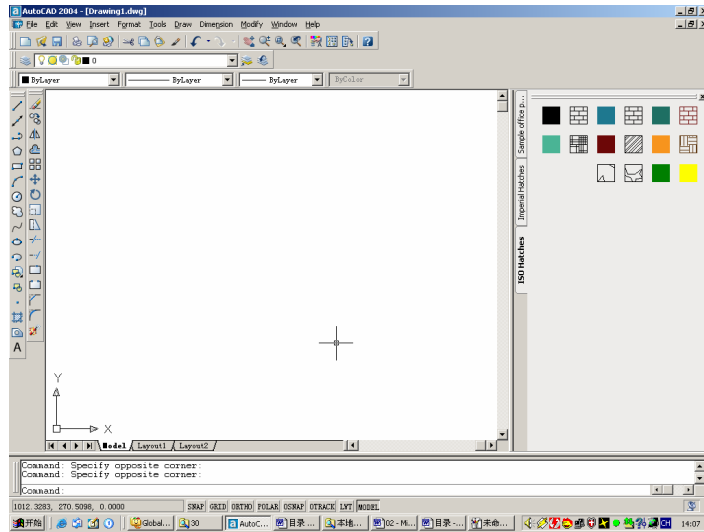 AutoCAD 2004 - [Drawing1.dwg]
File Edit View Insert Format Tools Draw Dimension Modify Window Help
0
ByLayer ByLayer ByLayer ByColor
Sample office p...
Imperial Hatches
ISO Hatches
A
Y
X
Model Layout1 Layout2
Command: Specify opposite corner:
Command: Specify opposite corner:
Command:
1012.3283, 270.5098, 0.0000 SNAP GRID ORTHO POLAR OSNAP OTRACK LWT MODEL
开始 Global... 30 AutoC... 目录 ... 本地... 02 - Mi... 目录 -... 未命... CH 14:07